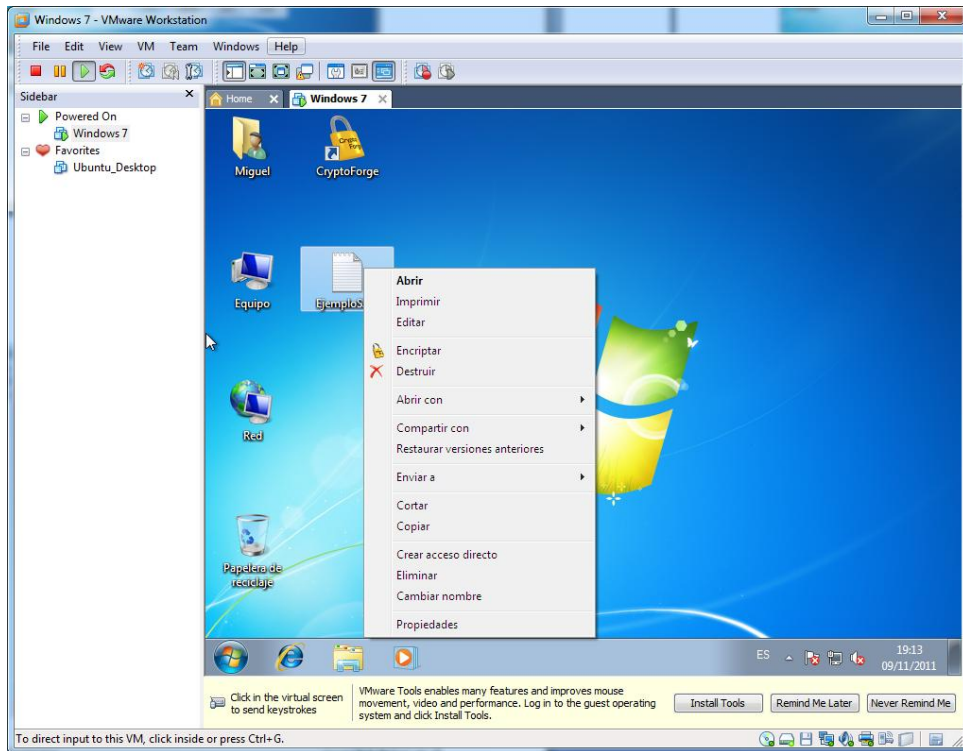 Windows 7 - VMware Workstation
File Edit View VM Team Windows Help
Sidebar
Powered On
Windows 7
Favorites
Ubuntu_Desktop
Home
Windows 7
Miguel
CryptoForge
Equipo
EjemploS
Red
Papelera de
reciclaje
Abrir
Imprimir
Editar
Encriptar
Destruir
Abrir con
Compartir con
Restaurar versiones anteriores
Enviar a
Cortar
Copiar
Crear acceso directo
Eliminar
Cambiar nombre
Propiedades
ES
19:13
09/11/2011
Click in the virtual screen
to send keystrokes
VMware Tools enables many features and improves mouse
movement, video and performance. Log in to the guest operating
system and click Install Tools.
Install Tools
Remind Me Later
Never Remind Me
To direct input to this VM, click inside or press Ctrl+G.